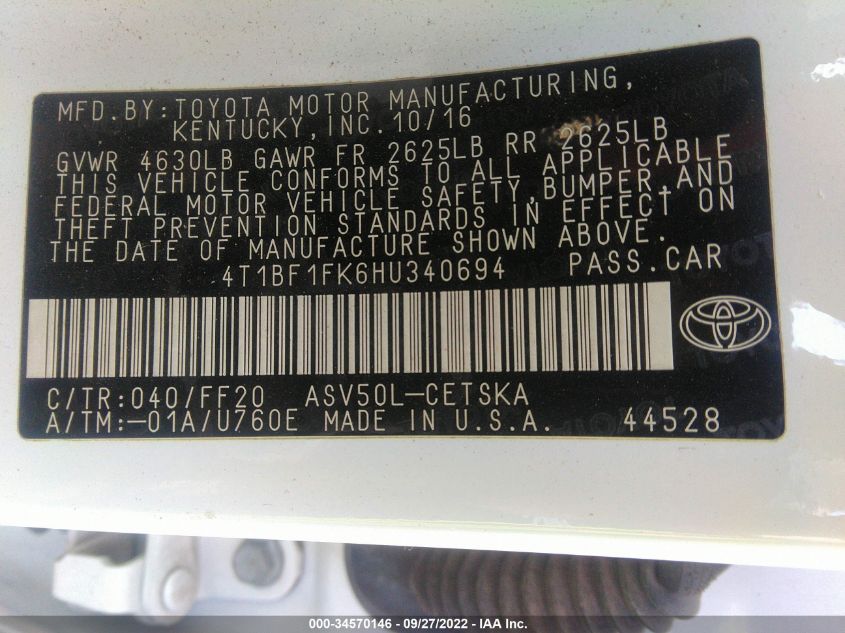 MFD.BY:TOYOTA MOTOR MANUFACTURING,
KENTUCKY,INC.10/16
GVWR 4630LB GAWR FR 2625LB RR 2625LB
THIS VEHICLE CONFORMS TO ALL APPLICABLE
FEDERAL MOTOR VEHICLE SAFETY,BUMPER,AND
THEFT PREVENTION STANDARDS IN EFFECT ON
THE DATE OF MANUFACTURE SHOWN ABOVE.
4T1BF1FK6HU340694 PASS.CAR
C/TR:040/FF20 ASV50L-CETSKA
A/TM:-01A/U760E MADE IN U.S.A. 44528
000-34570146 - 09/27/2022 - IAA Inc.